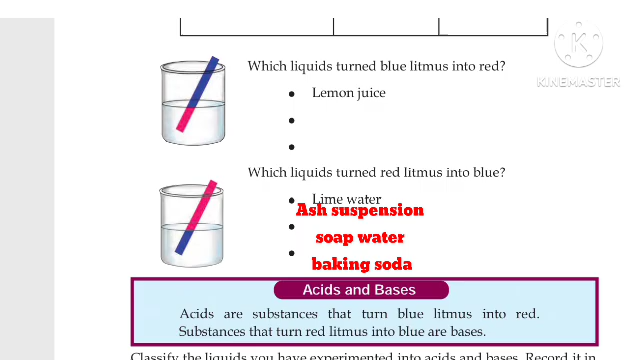 KINEMASTER
Which liquids turned blue litmus into red?
• Lemon juice
•
•
Which liquids turned red litmus into blue?
• Lime water
Ash suspension
•
soap water
•
baking soda
Acids and Bases
Acids are substances that turn blue litmus into red.
Substances that turn red litmus into blue are bases.
Classify the liquids you have experimented into acids and bases. Record it in